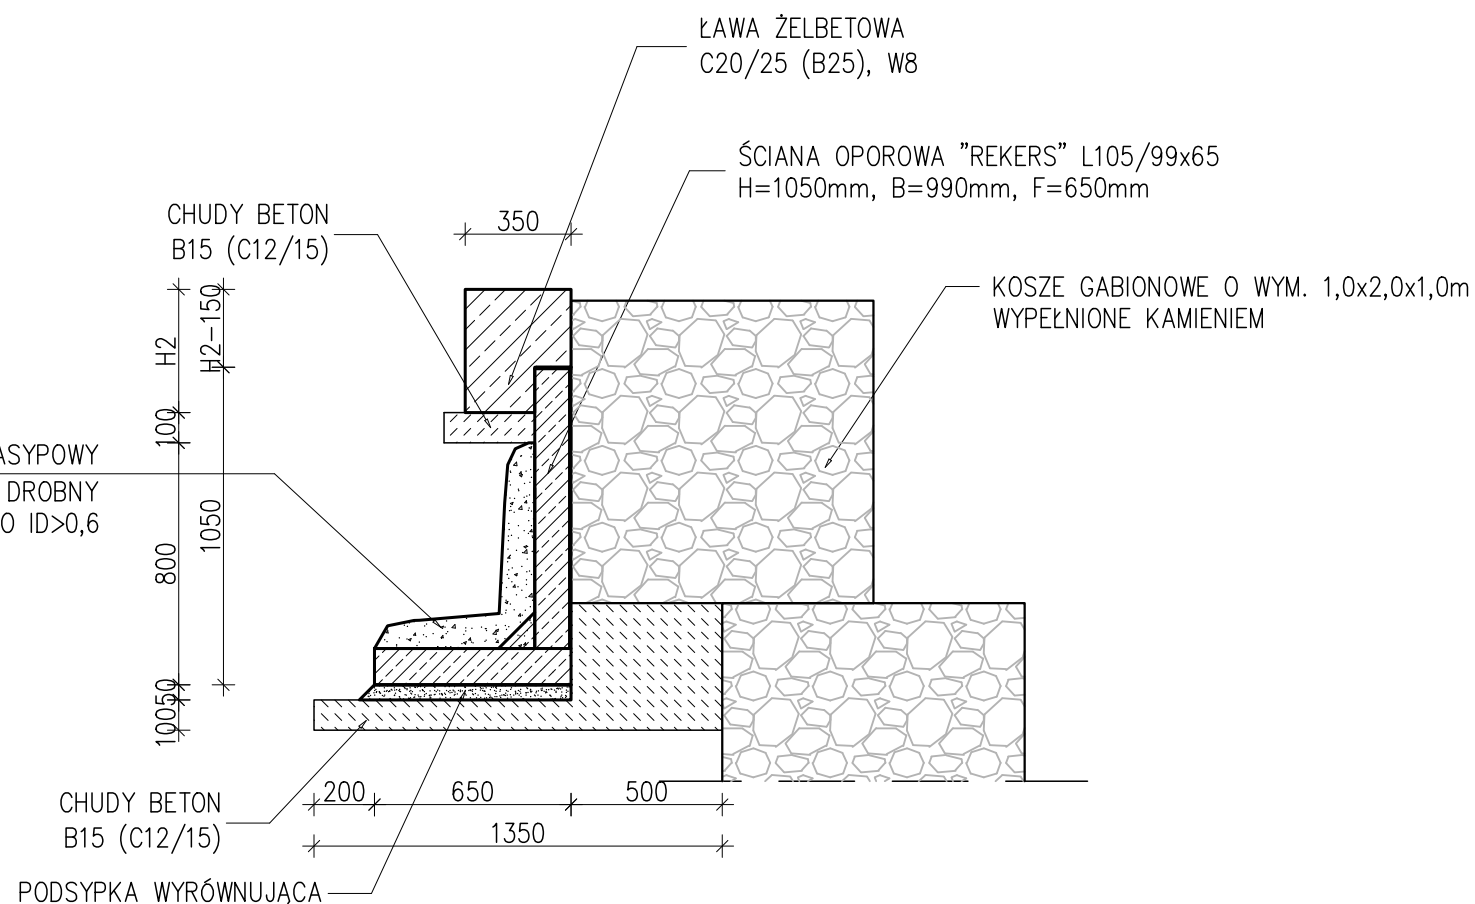 ŁAWA ŻELBETOWA
C20/25 (B25), W8
ŚCIANA OPOROWA ”REKERS” L105/99x65
H=1050mm, B=990mm, F=650mm
CHUDY BETON
B15 (C12/15)
350
KOSZE GABIONOWE O WYM. 1,0x2,0x1,0m
WYPEŁNIONE KAMIENIEM
H2
H2-150
100
ASYPOWY
DROBNY
O ID>0,6
1050
800
50
100
CHUDY BETON
B15 (C12/15)
200
650
500
1350
PODSYPKA WYRÓWNUJĄCA